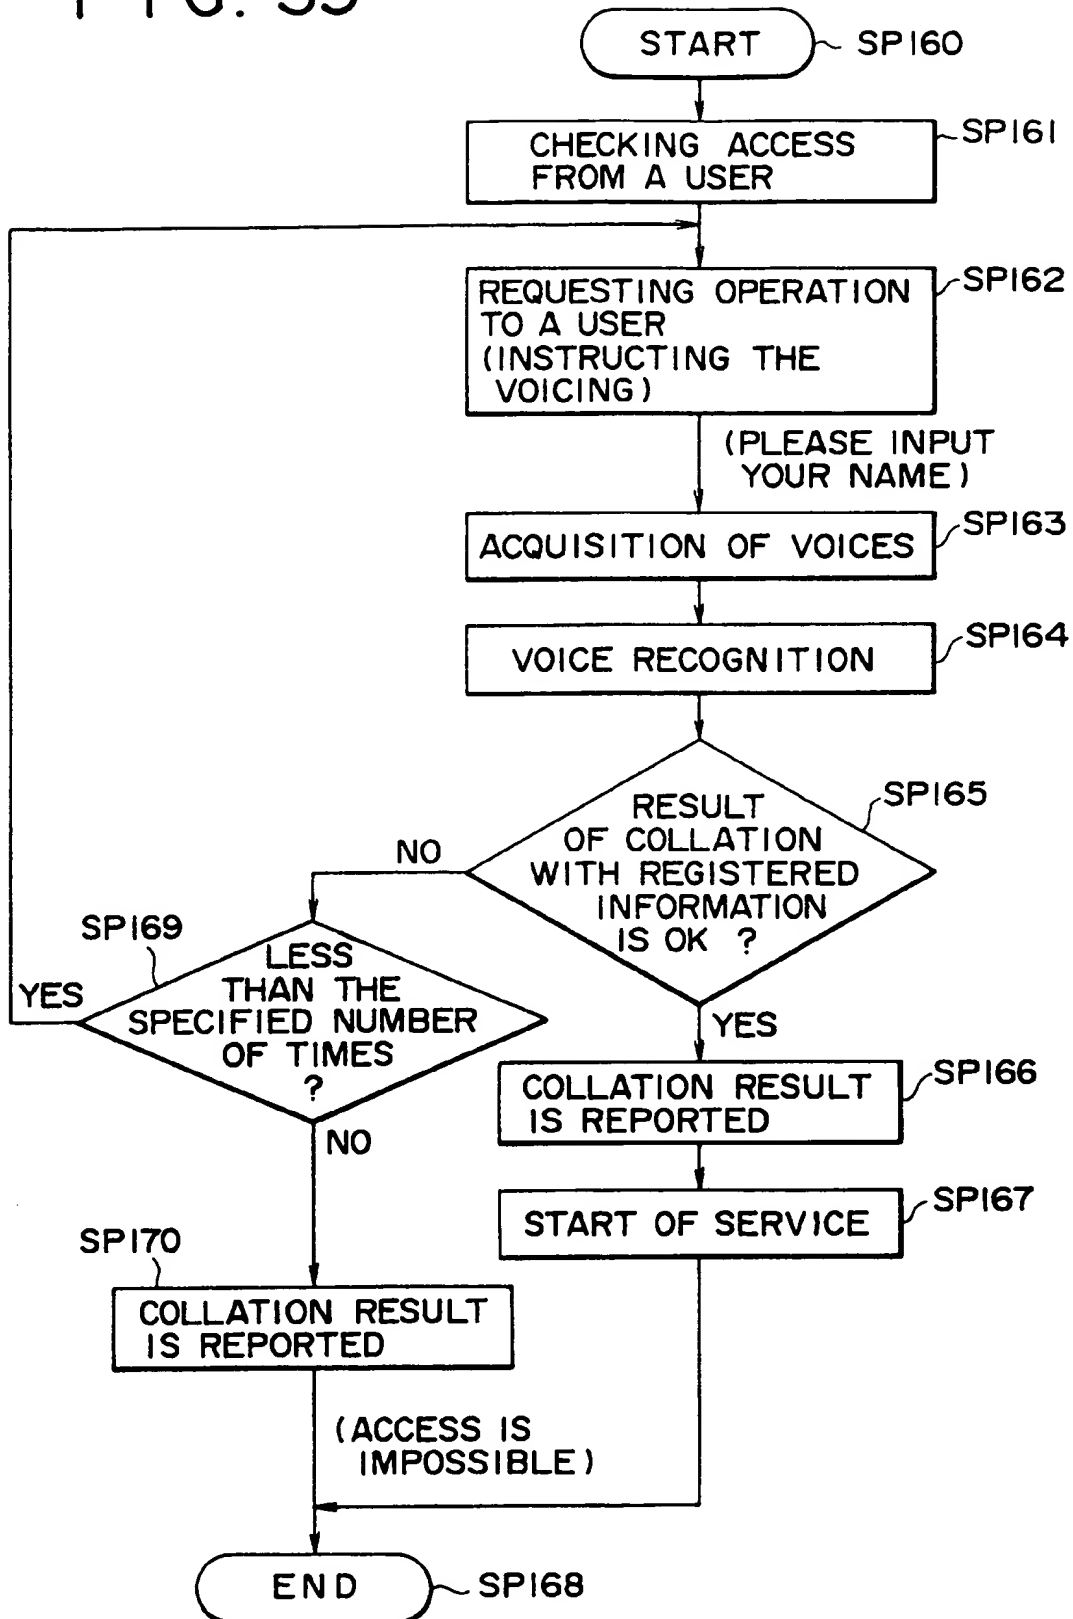 START
SP160
CHECKING ACCESS
FROM A USER
SP161
REQUESTING OPERATION
TO A USER
(INSTRUCTING THE
VOICING)
SP162
(PLEASE INPUT
YOUR NAME)
ACQUISITION OF VOICES
SP163
VOICE RECOGNITION
SP164
RESULT
OF COLLATION
WITH REGISTERED
INFORMATION
IS OK ?
SP165
NO
SP169
LESS
THAN THE
SPECIFIED NUMBER
OF TIMES
?
YES
YES
COLLATION RESULT
IS REPORTED
SP166
NO
START OF SERVICE
SP167
SP170
COLLATION RESULT
IS REPORTED
(ACCESS IS
IMPOSSIBLE)
END
SP168